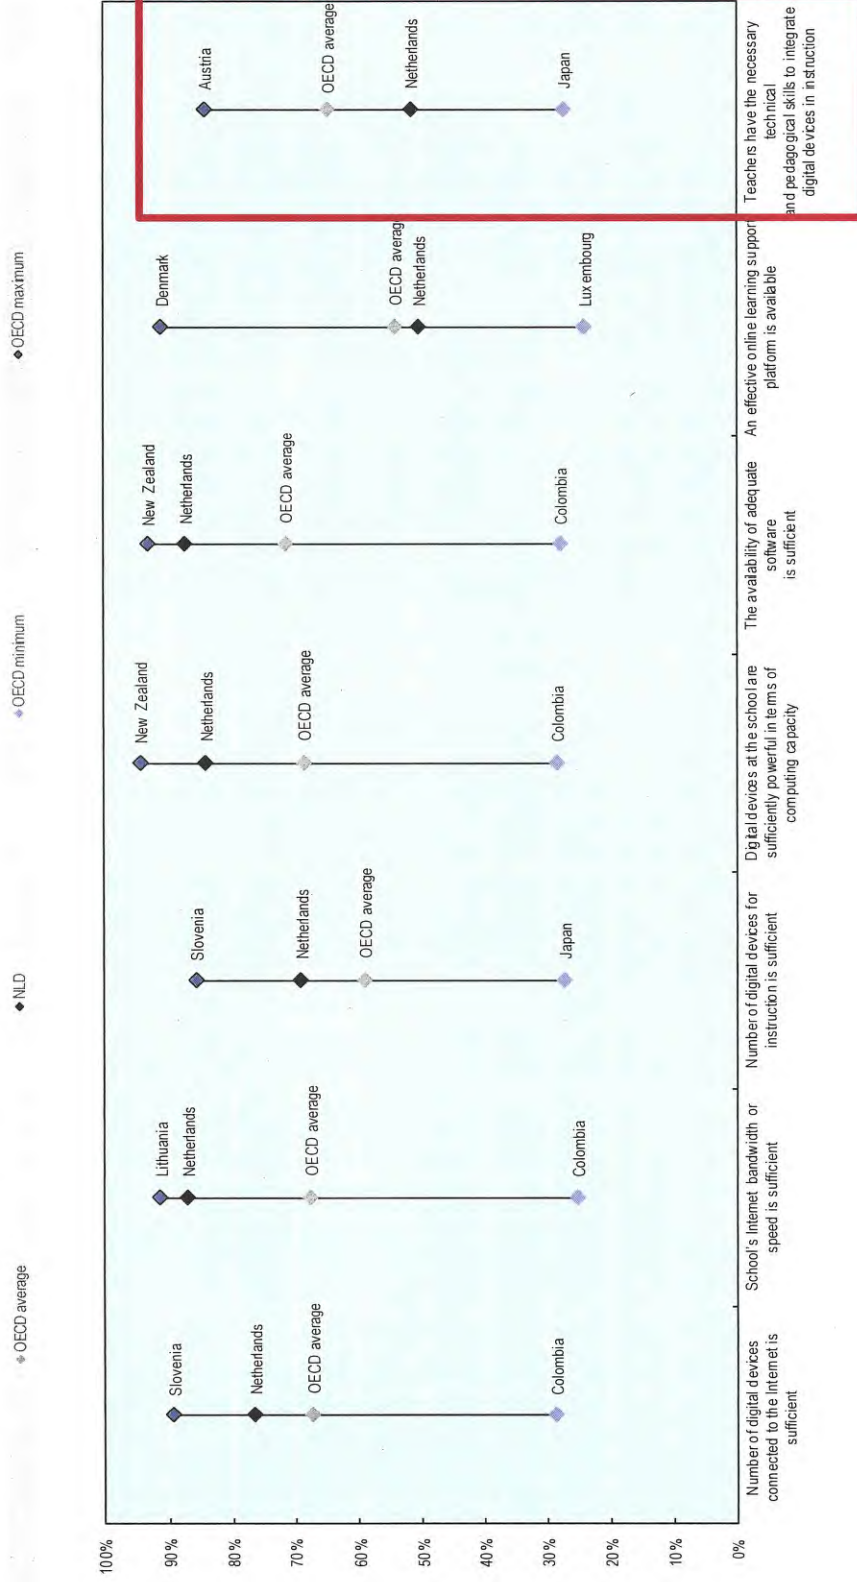 OECD average
NLD
OECD minimum
OECD maximum
100%
90%
80%
70%
60%
50%
40%
30%
20%
10%
0%
Slovenia
Netherlands
OECD average
Colombia
Lithuania
Netherlands
OECD average
Colombia
Slovenia
Netherlands
OECD average
Japan
New Zealand
Netherlands
OECD average
Colombia
New Zealand
Netherlands
OECD average
Colombia
Denmark
OECD average
Netherlands
Luxembourg
Austria
OECD average
Netherlands
Japan
Number of digital devices
connected to the Internet is
sufficient
School's Internet bandwidth or
speed is sufficient
Number of digital devices for
instruction is sufficient
Digital devices at the school are
sufficiently powerful in terms of
computing capacity
The availability of adequate
software
is sufficient
An effective online learning support
platform is available
Teachers have the necessary
technical
and pedagogical skills to integrate
digital devices in instruction